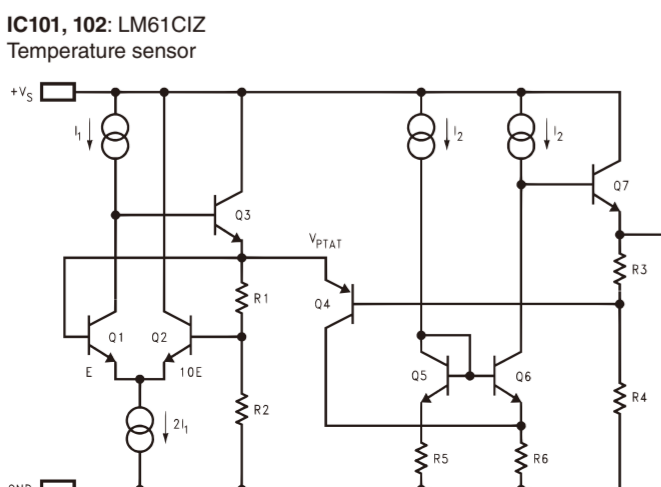 IC101, 102: LM61CIZ
Temperature sensor
+VS
I1
I2
I2
Q3
Q7
VPTAT
R3
R1
Q4
Q1
Q2
E
10E
Q5
Q6
R4
2I1
R2
R5
R6
GND